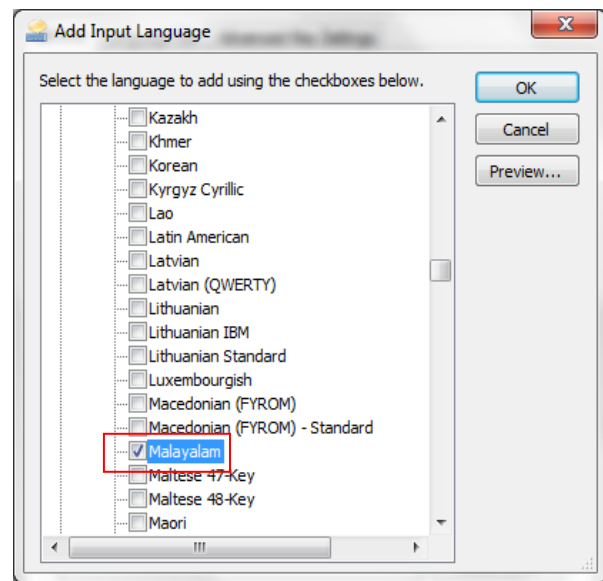 Add Input Language
Select the language to add using the checkboxes below.
OK
Cancel
Preview...
Kazakh
Khmer
Korean
Kyrgyz Cyrillic
Lao
Latin American
Latvian
Latvian (QWERTY)
Lithuanian
Lithuanian IBM
Lithuanian Standard
Luxembourgish
Macedonian (FYROM)
Macedonian (FYROM) - Standard
Malayalam
Maltese 47-Key
Maltese 48-Key
Maori